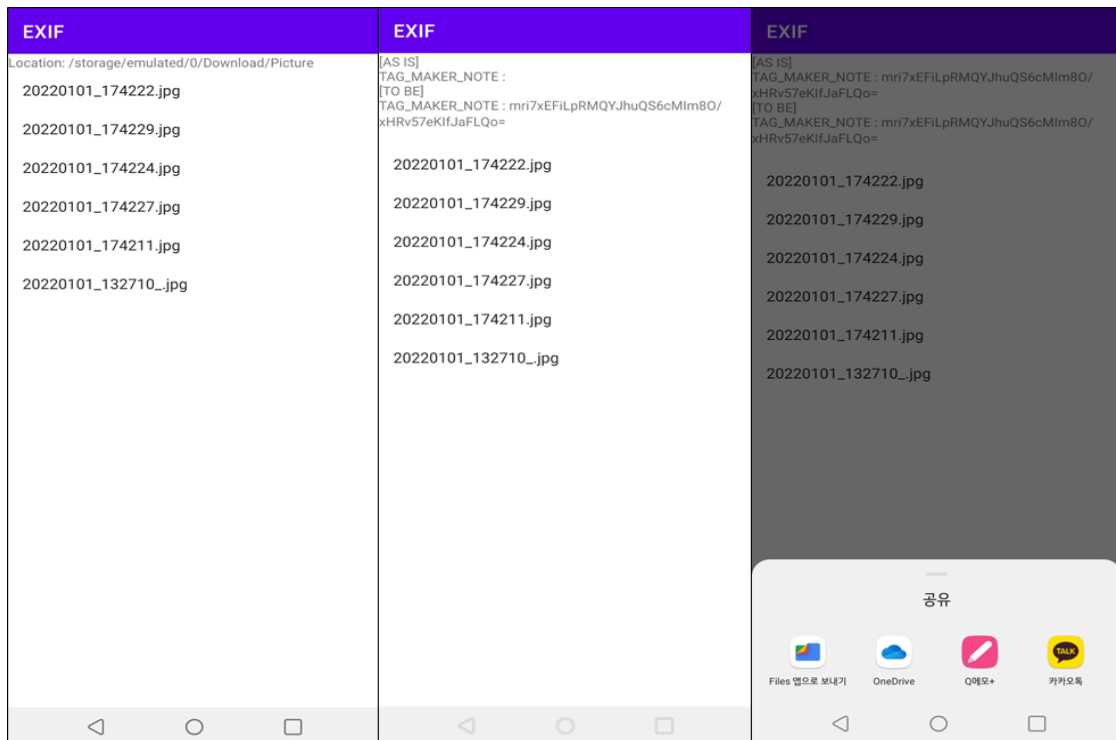 EXIF
Location: /storage/emulated/0/Download/Picture
20220101_174222.jpg
20220101_174229.jpg
20220101_174224.jpg
20220101_174227.jpg
20220101_174211.jpg
20220101_132710_.jpg
EXIF
[AS IS]
TAG_MAKER_NOTE :
[TO BE]
TAG_MAKER_NOTE : mri7xEFiLpRMQYJhuQS6cMIm8O/
xHRv57eKIfJaFLQo=
20220101_174222.jpg
20220101_174229.jpg
20220101_174224.jpg
20220101_174227.jpg
20220101_174211.jpg
20220101_132710_.jpg
EXIF
[AS IS]
TAG_MAKER_NOTE : mri7xEFiLpRMQYJhuQS6cMIm8O/
xHRv57eKIfJaFLQo=
[TO BE]
TAG_MAKER_NOTE : mri7xEFiLpRMQYJhuQS6cMIm8O/
xHRv57eKIfJaFLQo=
20220101_174222.jpg
20220101_174229.jpg
20220101_174224.jpg
20220101_174227.jpg
20220101_174211.jpg
20220101_132710_.jpg
공유
TALK
Files 앱으로 보내기
OneDrive
Q메모+
카카오톡